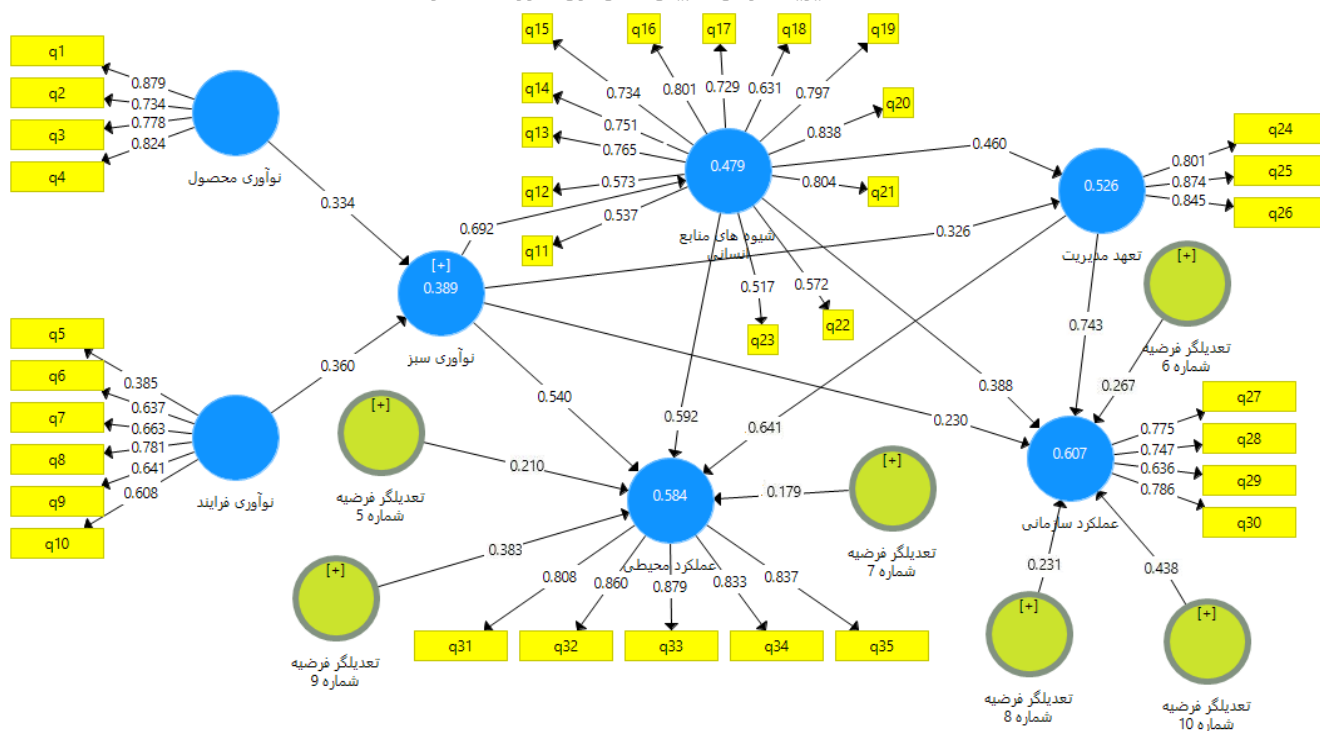 q1
q2
q3
q4
0.879
0.734
0.778
0.824
نوآوری محصول
0.334
q5
q6
q7
q8
q9
q10
0.385
0.637
0.663
0.781
0.641
0.608
نوآوری فرایند
0.360
[+]
0.389
نوآوری سبز
0.692
0.326
0.540
0.230
q15
q16
q17
q18
q19
q14
q20
q13
q12
q21
q11
q23
q22
0.734
0.801
0.729
0.631
0.797
0.751
0.838
0.765
0.573
0.804
0.537
0.517
0.572
0.479
شیوه های منابع
انسانی
0.460
0.592
0.388
0.526
تعهد مدیریت
0.801
0.874
0.845
q24
q25
q26
0.743
0.641
[+]
تعدیلگر فرضیه
شماره 6
0.267
0.607
عملکرد سازمانی
0.775
0.747
0.636
0.786
q27
q28
q29
q30
[+]
تعدیلگر فرضیه
شماره 5
0.210
0.584
عملکرد محیطی
0.179
[+]
تعدیلگر فرضیه
شماره 7
0.383
[+]
تعدیلگر فرضیه
شماره 9
0.808
0.860
0.879
0.833
0.837
q31
q32
q33
q34
q35
0.231
[+]
تعدیلگر فرضیه
شماره 8
0.438
[+]
تعدیلگر فرضیه
شماره 10